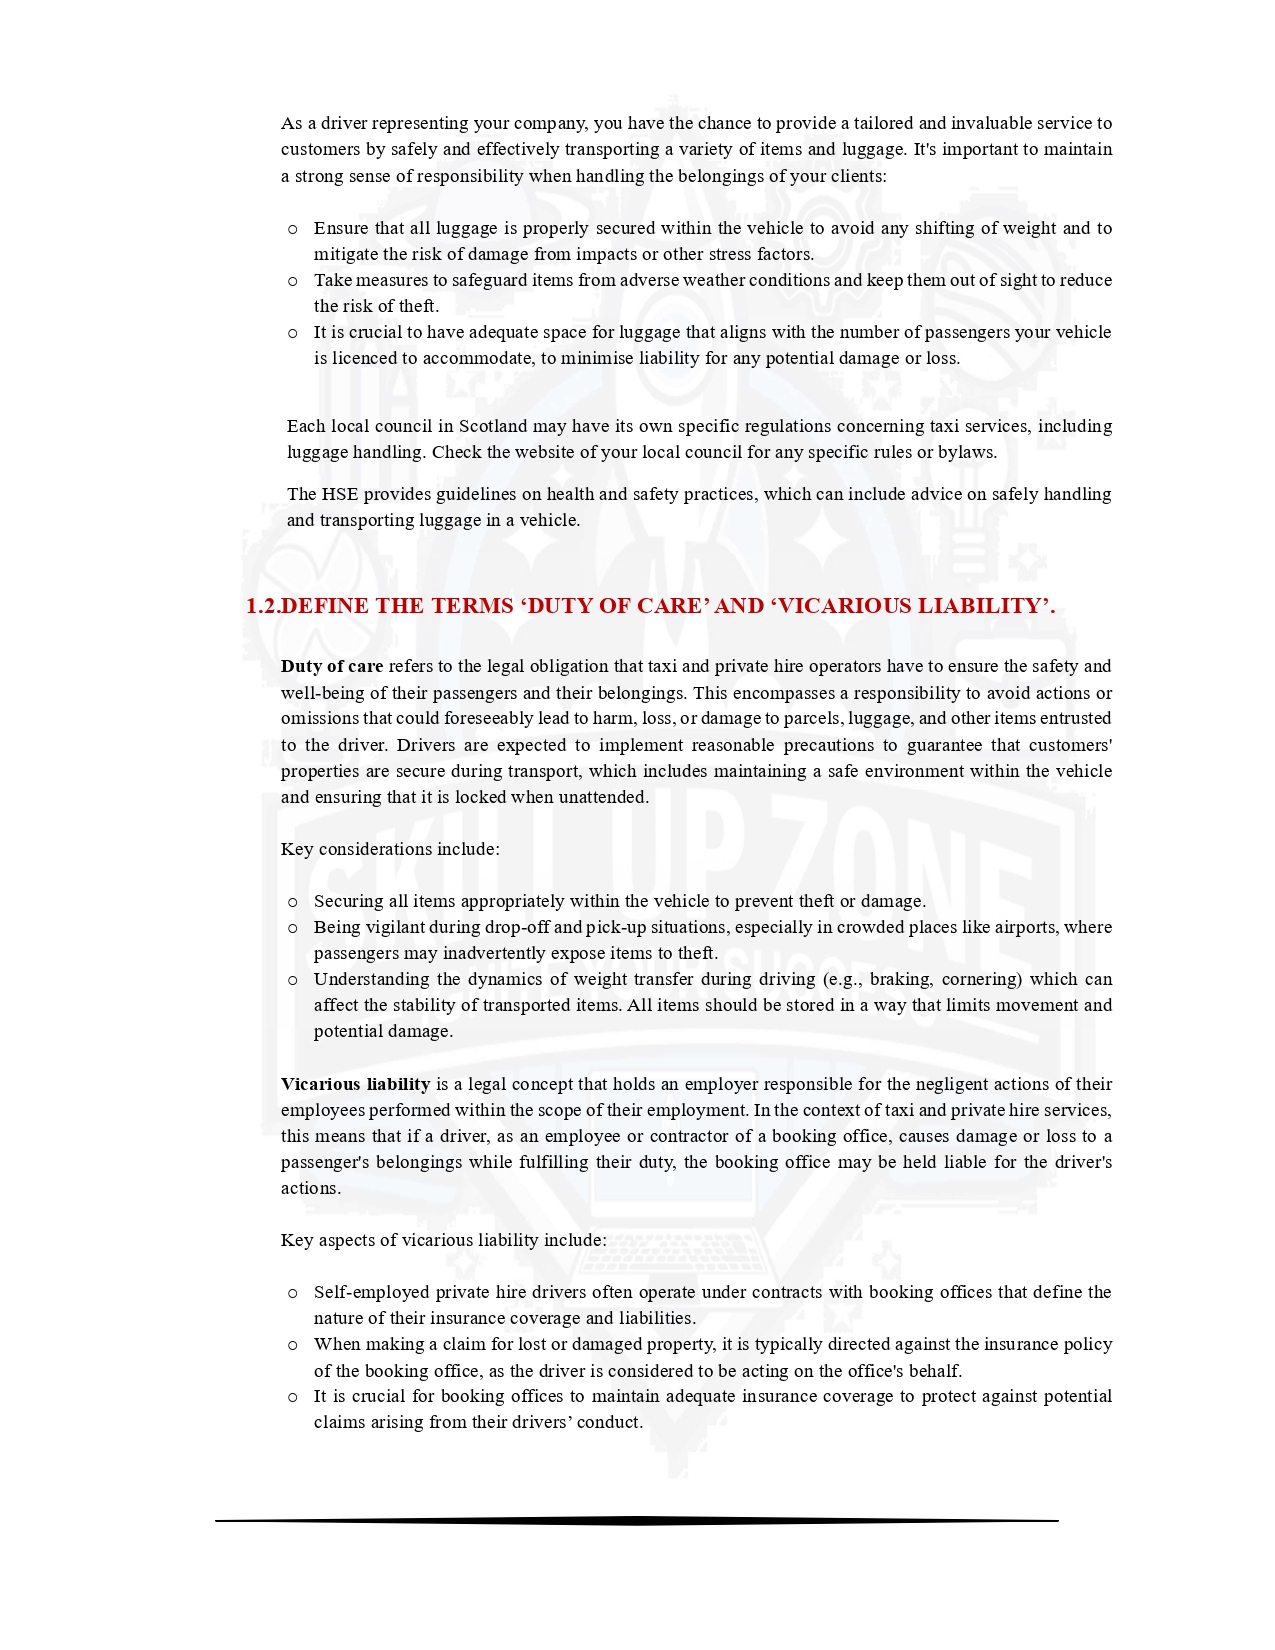 As a driver representing your company, you have the chance to provide a tailored and invaluable service to
customers by safely and effectively transporting a variety of items and luggage. It's important to maintain
a strong sense of responsibility when handling the belongings of your clients:
o Ensure that all luggage is properly secured within the vehicle to avoid any shifting of weight and to
mitigate the risk of damage from impacts or other stress factors.
o Take measures to safeguard items from adverse weather conditions and keep them out of sight to reduce
the risk of theft.
o It is crucial to have adequate space for luggage that aligns with the number of passengers your vehicle
is licenced to accommodate, to minimise liability for any potential damage or loss.
Each local council in Scotland may have its own specific regulations concerning taxi services, including
luggage handling. Check the website of your local council for any specific rules or bylaws.
The HSE provides guidelines on health and safety practices, which can include advice on safely handling
and transporting luggage in a vehicle.
1.2.DEFINE THE TERMS ‘DUTY OF CARE’ AND ‘VICARIOUS LIABILITY’.
Duty of care refers to the legal obligation that taxi and private hire operators have to ensure the safety and
well-being of their passengers and their belongings. This encompasses a responsibility to avoid actions or
omissions that could foreseeably lead to harm, loss, or damage to parcels, luggage, and other items entrusted
to the driver. Drivers are expected to implement reasonable precautions to guarantee that customers'
properties are secure during transport, which includes maintaining a safe environment within the vehicle
and ensuring that it is locked when unattended.
Key considerations include:
o Securing all items appropriately within the vehicle to prevent theft or damage.
o Being vigilant during drop-off and pick-up situations, especially in crowded places like airports, where
passengers may inadvertently expose items to theft.
o Understanding the dynamics of weight transfer during driving (e.g., braking, cornering) which can
affect the stability of transported items. All items should be stored in a way that limits movement and
potential damage.
Vicarious liability is a legal concept that holds an employer responsible for the negligent actions of their
employees performed within the scope of their employment. In the context of taxi and private hire services,
this means that if a driver, as an employee or contractor of a booking office, causes damage or loss to a
passenger's belongings while fulfilling their duty, the booking office may be held liable for the driver's
actions.
Key aspects of vicarious liability include:
o Self-employed private hire drivers often operate under contracts with booking offices that define the
nature of their insurance coverage and liabilities.
o When making a claim for lost or damaged property, it is typically directed against the insurance policy
of the booking office, as the driver is considered to be acting on the office's behalf.
o It is crucial for booking offices to maintain adequate insurance coverage to protect against potential
claims arising from their drivers’ conduct.
SKILL UP ZONE